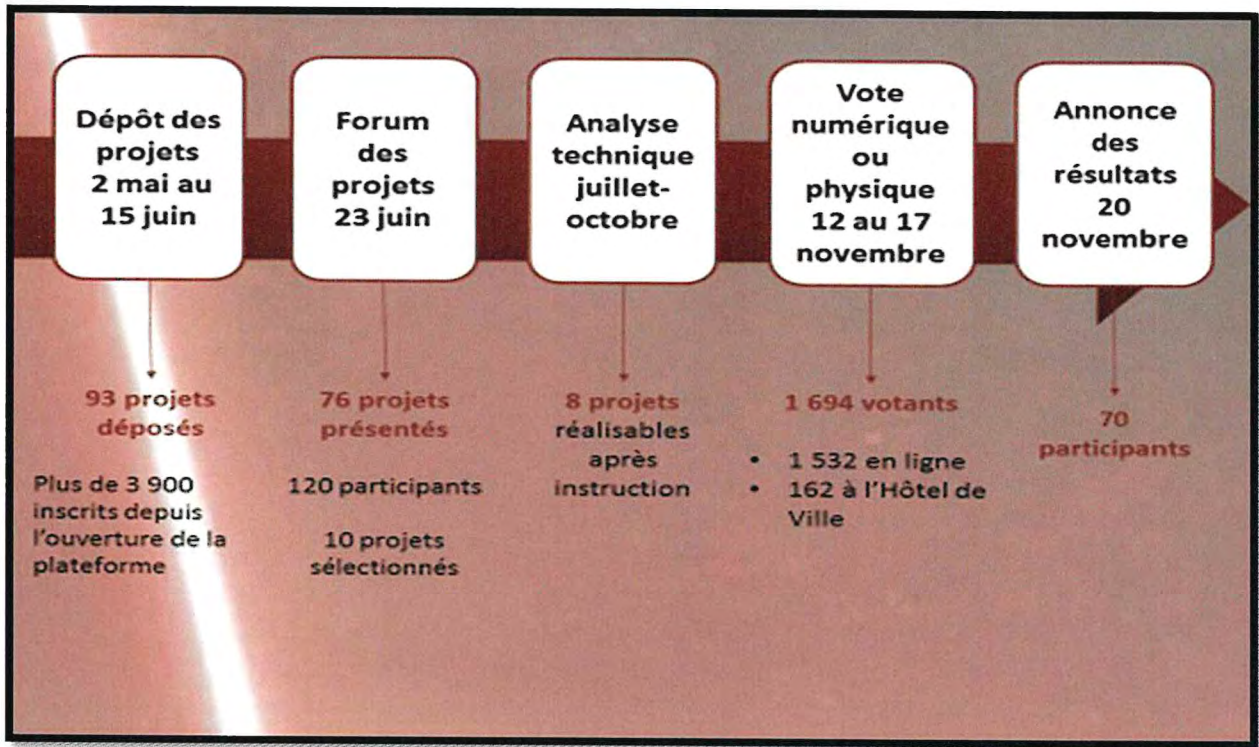 Dépôt des
projets
2 mai au
15 juin
Forum
des
projets
23 juin
Analyse
technique
juillet-
octobre
Vote
numérique
ou
physique
12 au 17
novembre
Annonce
des
résultats
20
novembre
93 projets
déposés
Plus de 3 900
inscrits depuis
l'ouverture de la
plateforme
76 projets
présentés
120 participants
10 projets
sélectionnés
8 projets
réalisables
après
instruction
1 694 votants
• 1 532 en ligne
• 162 à l'Hôtel de
Ville
70
participants